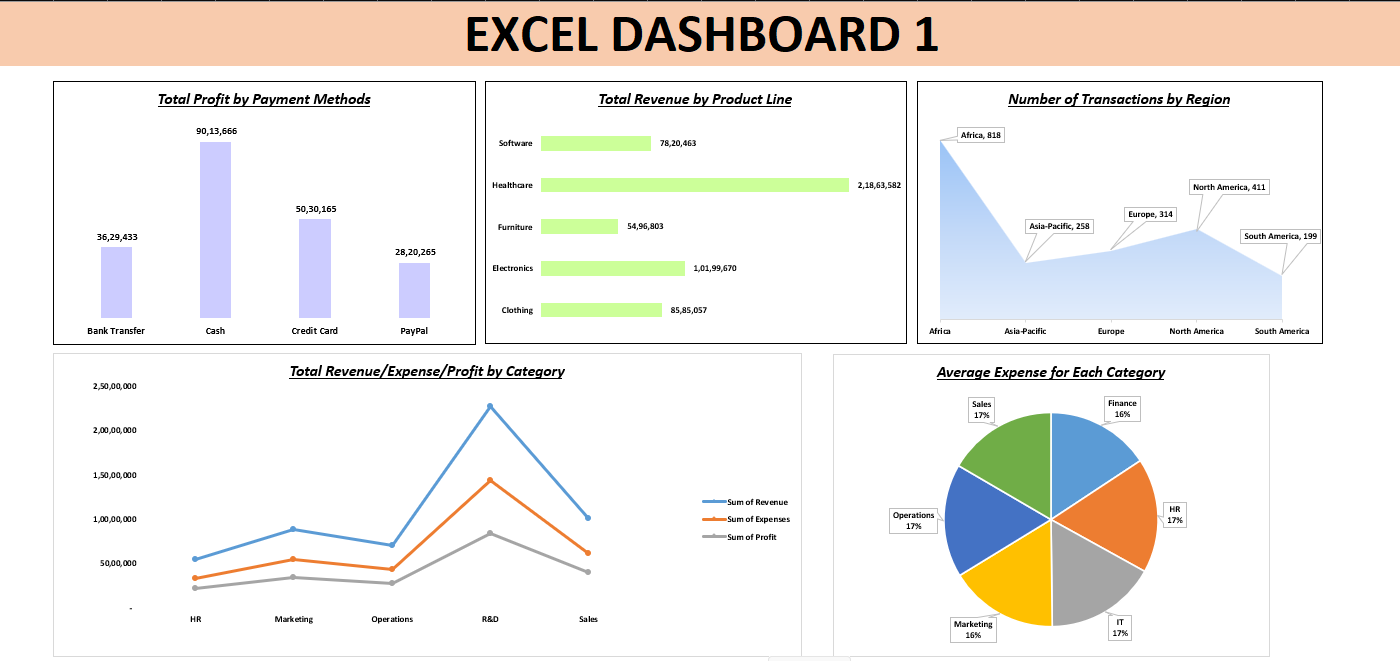 EXCEL DASHBOARD 1
Total Profit by Payment Methods
90,13,666
50,30,165
36,29,433
28,20,265
Bank Transfer
Cash
Credit Card
PayPal
Total Revenue by Product Line
Software
78,20,463
Healthcare
2,18,63,582
Furniture
54,96,803
Electronics
1,01,99,670
Clothing
85,85,057
Number of Transactions by Region
Africa, 818
North America, 411
Europe, 314
Asia-Pacific, 258
South America, 199
Africa
Asia-Pacific
Europe
North America
South America
Total Revenue/Expense/Profit by Category
2,50,00,000
2,00,00,000
1,50,00,000
1,00,00,000
50,00,000
-
HR
Marketing
Operations
R&D
Sales
Sum of Revenue
Sum of Expenses
Sum of Profit
Average Expense for Each Category
Sales
17%
Finance
16%
HR
17%
Operations
17%
Marketing
16%
IT
17%